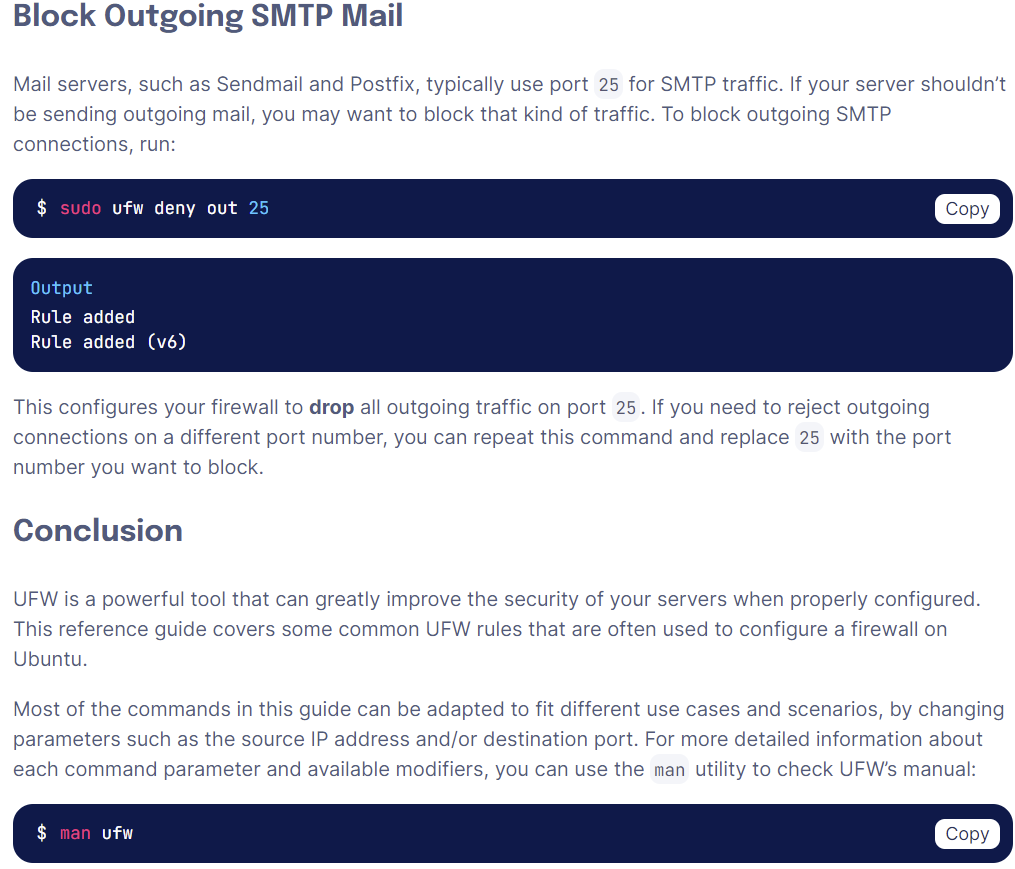 Block Outgoing SMTP Mail
Mail servers, such as Sendmail and Postfix, typically use port 25 for SMTP traffic. If your server shouldn’t
be sending outgoing mail, you may want to block that kind of traffic. To block outgoing SMTP
connections, run:
$ sudo ufw deny out 25
Copy
Output
Rule added
Rule added (v6)
This configures your firewall to drop all outgoing traffic on port 25. If you need to reject outgoing
connections on a different port number, you can repeat this command and replace 25 with the port
number you want to block.
Conclusion
UFW is a powerful tool that can greatly improve the security of your servers when properly configured.
This reference guide covers some common UFW rules that are often used to configure a firewall on
Ubuntu.
Most of the commands in this guide can be adapted to fit different use cases and scenarios, by changing
parameters such as the source IP address and/or destination port. For more detailed information about
each command parameter and available modifiers, you can use the man utility to check UFW’s manual:
$ man ufw
Copy